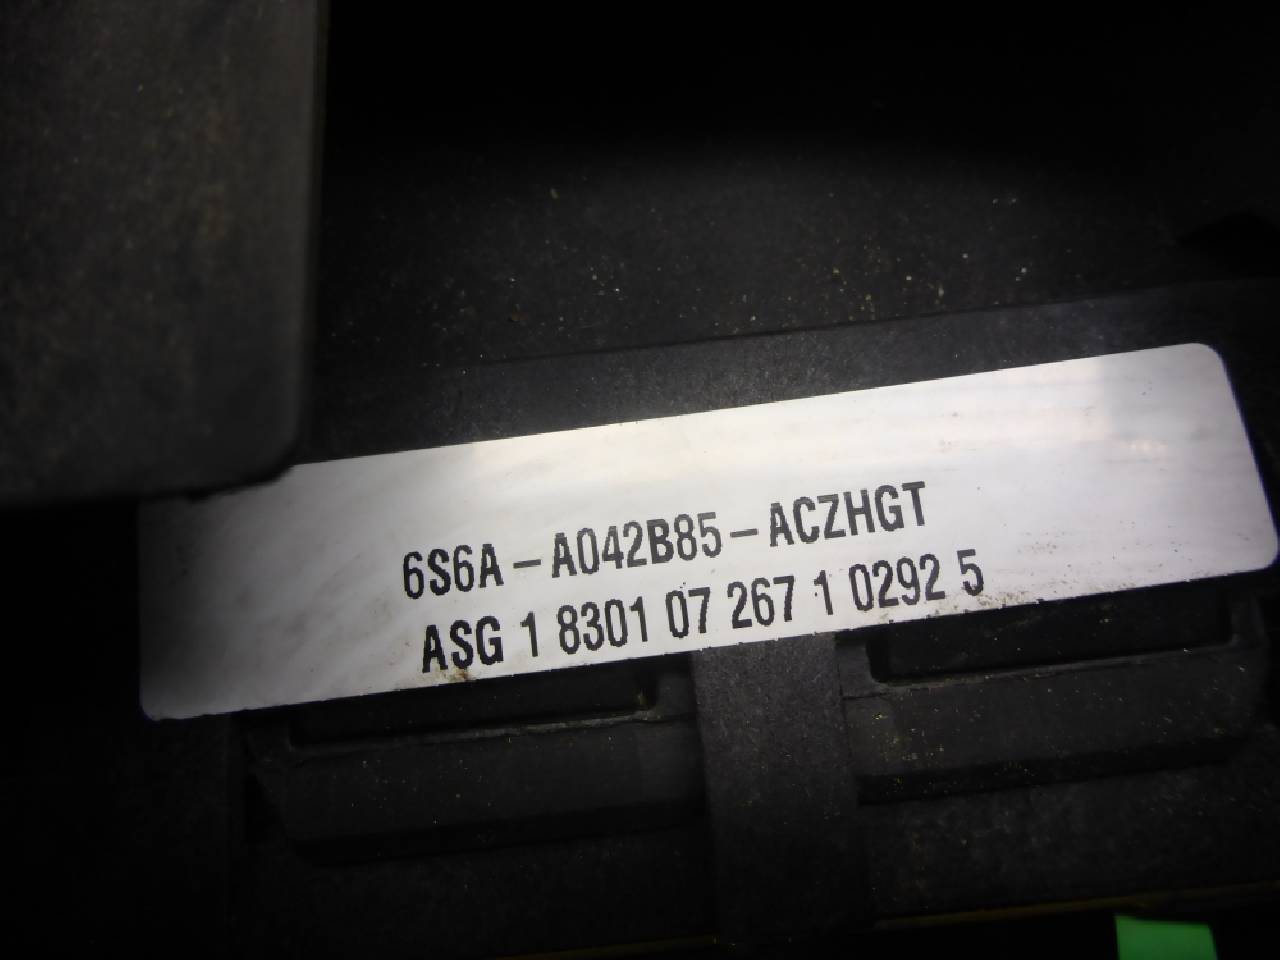 6S6A - A042B85 - ACZHGT
ASG 1 8301 07 267 1 0292 5